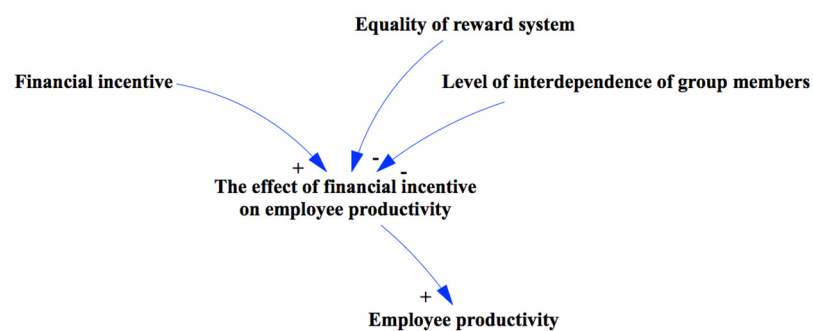 Equality of reward system
Financial incentive
Level of interdependence of group members
+
-
-
The effect of financial incentive
on employee productivity
+
Employee productivity